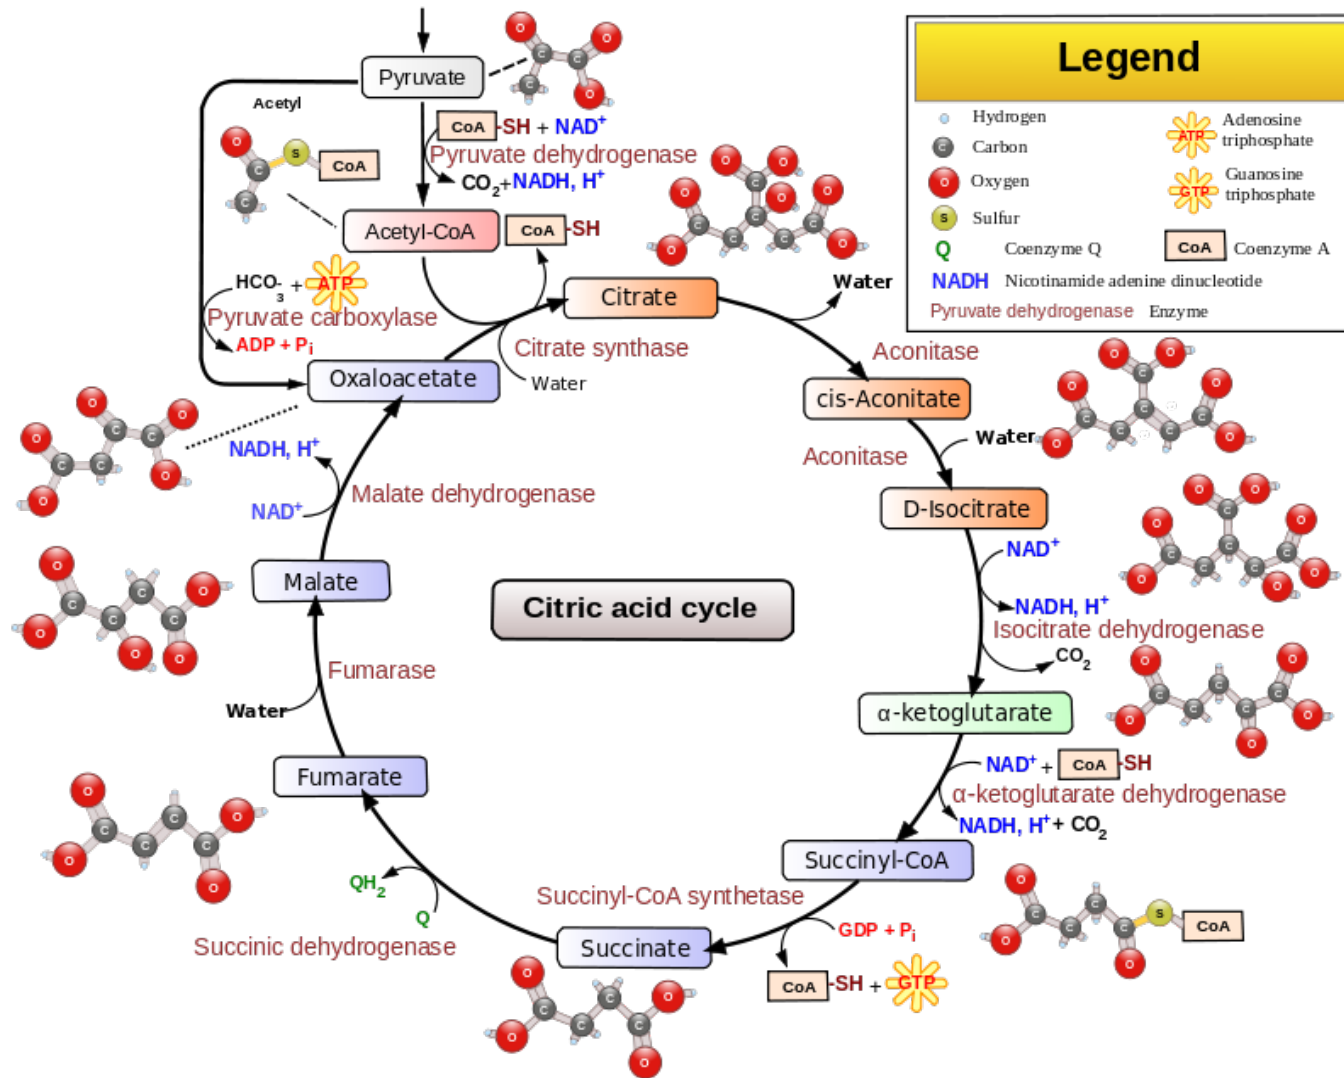 Legend
Hydrogen
Carbon
Oxygen
Sulfur
Q Coenzyme Q
NADH Nicotinamide adenine dinucleotide
Pyruvate dehydrogenase Enzyme
ATP Adenosine
triphosphate
GTP Guanosine
triphosphate
CoA Coenzyme A
Pyruvate
Acetyl
S CoA
CoA -SH + NAD+
Pyruvate dehydrogenase
CO2+NADH, H+
Acetyl-CoA
CoA -SH
HCO3- + ATP
Pyruvate carboxylase
ADP + Pi
Citrate
Water
Citrate synthase
Water
Oxaloacetate
Aconitase
cis-Aconitate
Water
Aconitase
D-Isocitrate
NAD+
NADH, H+
Isocitrate dehydrogenase
CO2
α-ketoglutarate
NAD+ + CoA -SH
α-ketoglutarate dehydrogenase
NADH, H+ + CO2
Succinyl-CoA
S CoA
Succinyl-CoA synthetase
GDP + Pi
CoA -SH + GTP
Succinate
QH2
Q
Succinic dehydrogenase
Fumarate
Water
Fumarase
Malate
NADH, H+
NAD+
Malate dehydrogenase
Citric acid cycle